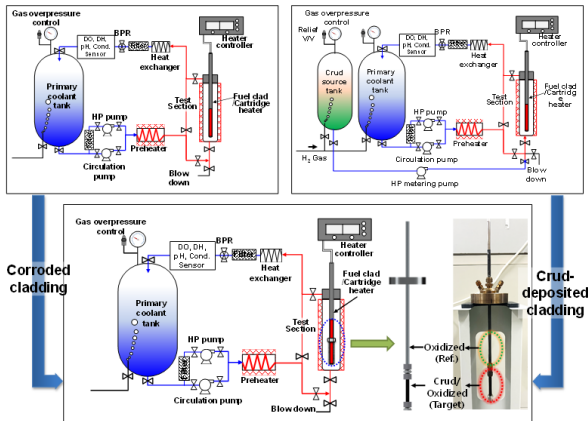 Gas overpressure
control
DO, DH,
pH, Cond.
Sensor
BPR
Filter
Heat
exchanger
Heater
controller
Primary
coolant
tank
Test
Section
Fuel clad
/Cartridge
heater
HP pump
Filter
Circulation
pump
Preheater
Blow
down
Gas overpressure
control
Relief
V/V
DO, DH,
pH, Cond.
Sensor
BPR
Filter
Heat
exchanger
Heater
controller
Crud
source
tank
Primary
coolant
tank
Test
Section
Fuel clad
/Cartridge
heater
HP pump
Filter
Circulation pump
Preheater
H₂ Gas
HP metering pump
Blow
down
Corroded
cladding
Crud-
deposited
cladding
Gas overpressure
control
DO, DH,
pH, Cond.
Sensor
BPR
Filter
Heat
exchanger
Heater
controller
Primary
coolant
tank
Test
Section
Fuel clad
/Cartridge
heater
HP pump
Filter
Circulation pump
Preheater
Blow down
Oxidized
(Ref.)
Crud/
Oxidized
(Target)